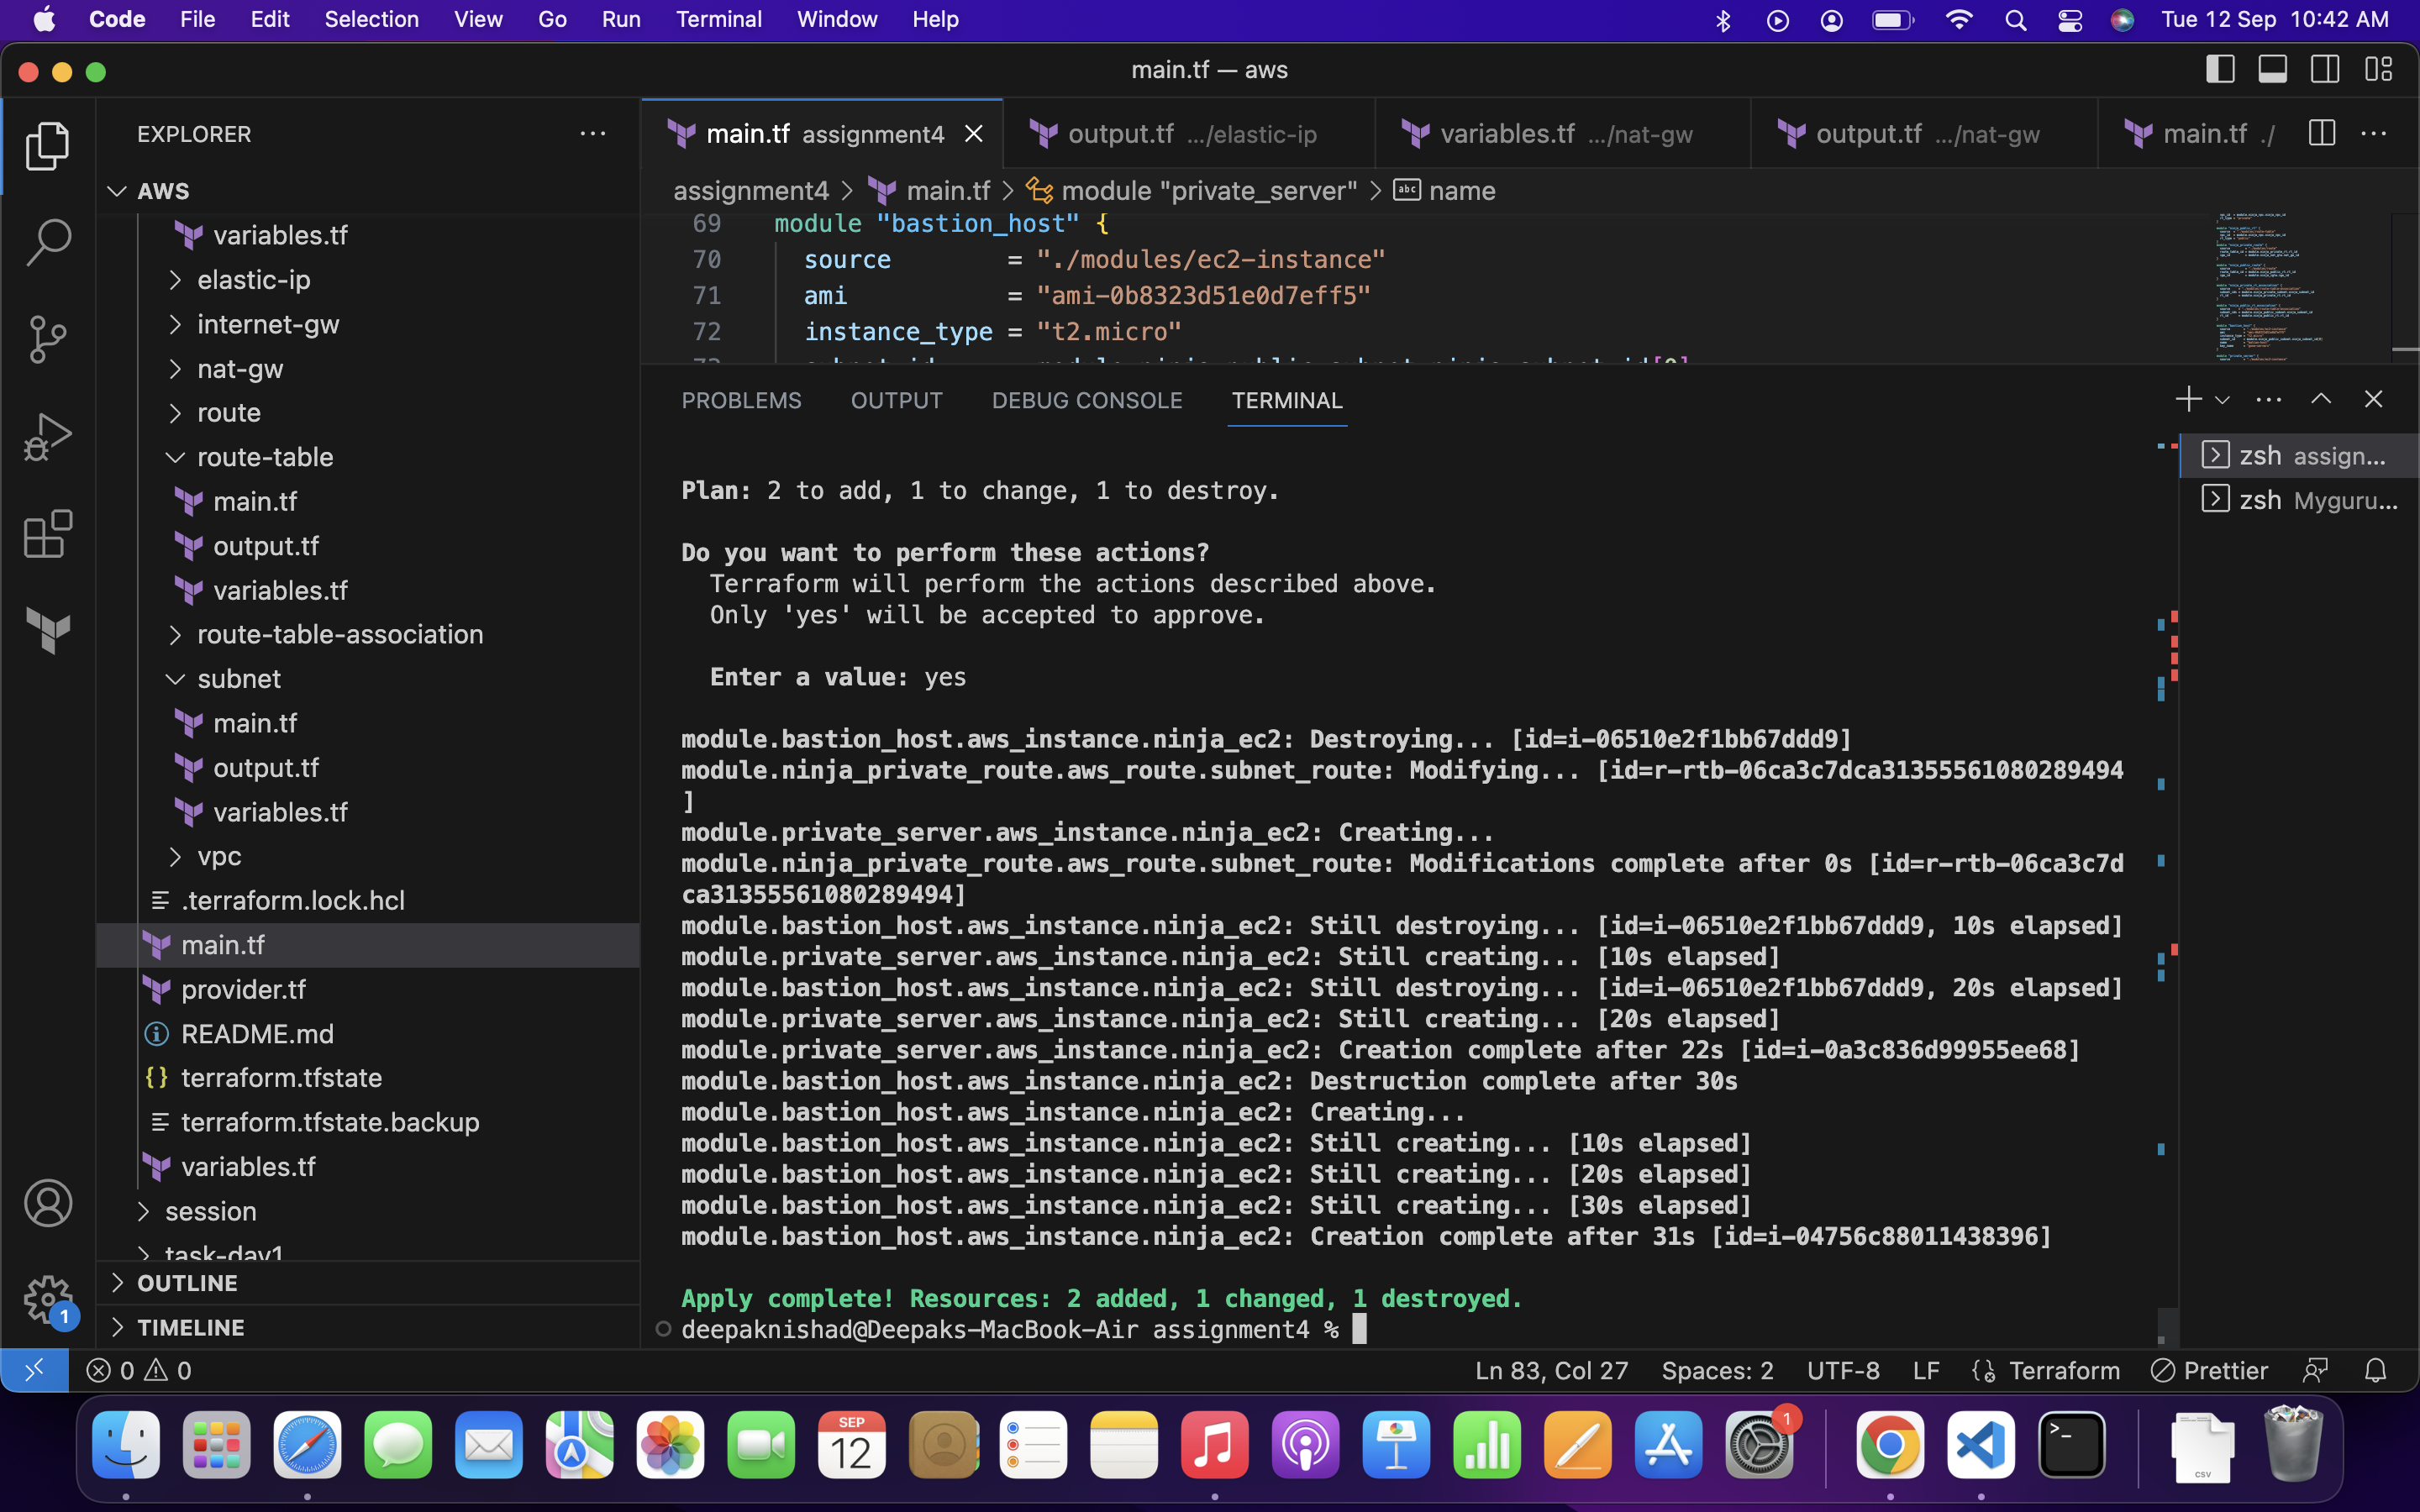 Code File Edit Selection View Go Run Terminal Window Help Tue 12 Sep 10:42 AM
main.tf — aws
EXPLORER
AWS
variables.tf
elastic-ip
internet-gw
nat-gw
route
route-table
main.tf
output.tf
variables.tf
route-table-association
subnet
main.tf
output.tf
variables.tf
vpc
.terraform.lock.hcl
main.tf
provider.tf
README.md
terraform.tfstate
terraform.tfstate.backup
variables.tf
session
task-day1
OUTLINE
TIMELINE
main.tf assignment4 output.tf .../elastic-ip variables.tf .../nat-gw output.tf .../nat-gw main.tf ./
assignment4 > main.tf > module "private_server" > abc name
69 module "bastion_host" {
70 source = "./modules/ec2-instance"
71 ami = "ami-0b8323d51e0d7eff5"
72 instance_type = "t2.micro"
PROBLEMS OUTPUT DEBUG CONSOLE TERMINAL
zsh assign...
zsh Myguru...
Plan: 2 to add, 1 to change, 1 to destroy.
Do you want to perform these actions?
Terraform will perform the actions described above.
Only 'yes' will be accepted to approve.
Enter a value: yes
module.bastion_host.aws_instance.ninja_ec2: Destroying... [id=i-06510e2f1bb67ddd9]
module.ninja_private_route.aws_route.subnet_route: Modifying... [id=r-rtb-06ca3c7dca31355561080289494
]
module.private_server.aws_instance.ninja_ec2: Creating...
module.ninja_private_route.aws_route.subnet_route: Modifications complete after 0s [id=r-rtb-06ca3c7d
ca31355561080289494]
module.bastion_host.aws_instance.ninja_ec2: Still destroying... [id=i-06510e2f1bb67ddd9, 10s elapsed]
module.private_server.aws_instance.ninja_ec2: Still creating... [10s elapsed]
module.bastion_host.aws_instance.ninja_ec2: Still destroying... [id=i-06510e2f1bb67ddd9, 20s elapsed]
module.private_server.aws_instance.ninja_ec2: Still creating... [20s elapsed]
module.private_server.aws_instance.ninja_ec2: Creation complete after 22s [id=i-0a3c836d99955ee68]
module.bastion_host.aws_instance.ninja_ec2: Destruction complete after 30s
module.bastion_host.aws_instance.ninja_ec2: Creating...
module.bastion_host.aws_instance.ninja_ec2: Still creating... [10s elapsed]
module.bastion_host.aws_instance.ninja_ec2: Still creating... [20s elapsed]
module.bastion_host.aws_instance.ninja_ec2: Still creating... [30s elapsed]
module.bastion_host.aws_instance.ninja_ec2: Creation complete after 31s [id=i-04756c88011438396]
Apply complete! Resources: 2 added, 1 changed, 1 destroyed.
deepaknishad@Deepaks-MacBook-Air assignment4 %
1
0 0 Ln 83, Col 27 Spaces: 2 UTF-8 LF Terraform Prettier
SEP
12
1
csv